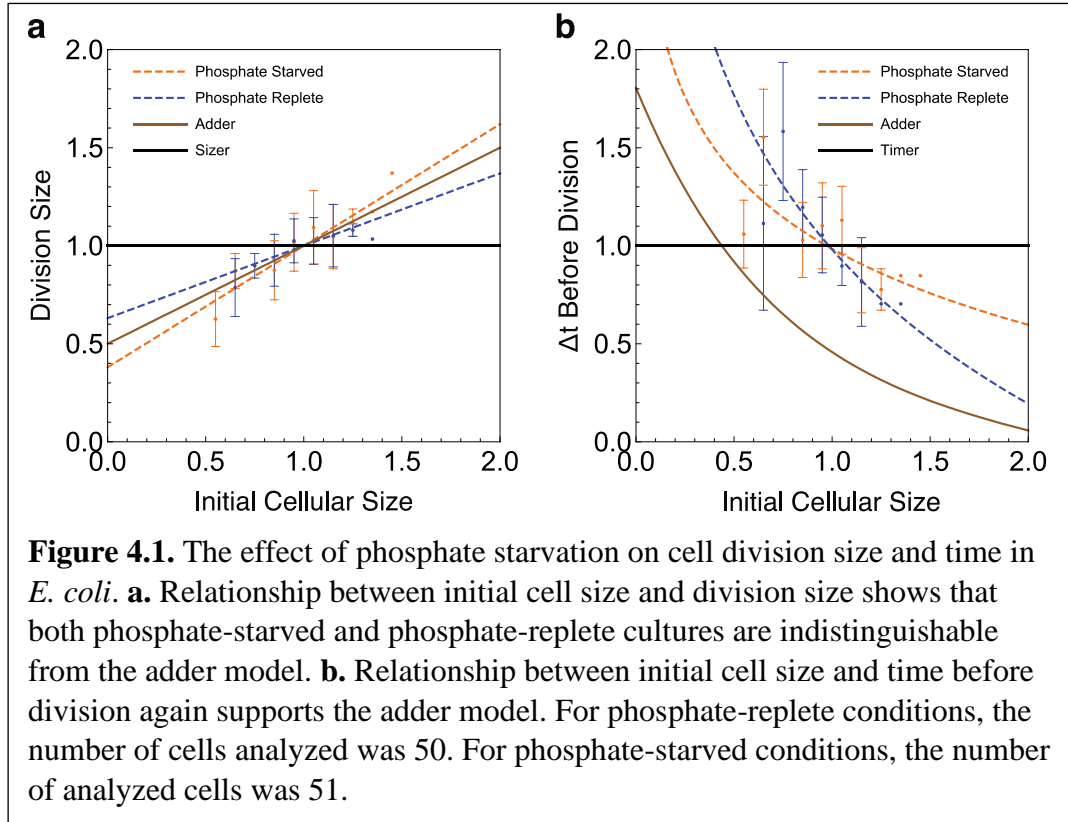 a
b
2.0
1.5
1.0
0.5
0.0
Division Size
Phosphate Starved
Phosphate Replete
Adder
Sizer
0.0 0.5 1.0 1.5 2.0
Initial Cellular Size
2.0
1.5
1.0
0.5
0.0
Δt Before Division
Phosphate Starved
Phosphate Replete
Adder
Timer
0.0 0.5 1.0 1.5 2.0
Initial Cellular Size
Figure 4.1. The effect of phosphate starvation on cell division size and time in
E. coli. a. Relationship between initial cell size and division size shows that
both phosphate-starved and phosphate-replete cultures are indistinguishable
from the adder model. b. Relationship between initial cell size and time before
division again supports the adder model. For phosphate-replete conditions, the
number of cells analyzed was 50. For phosphate-starved conditions, the number
of analyzed cells was 51.